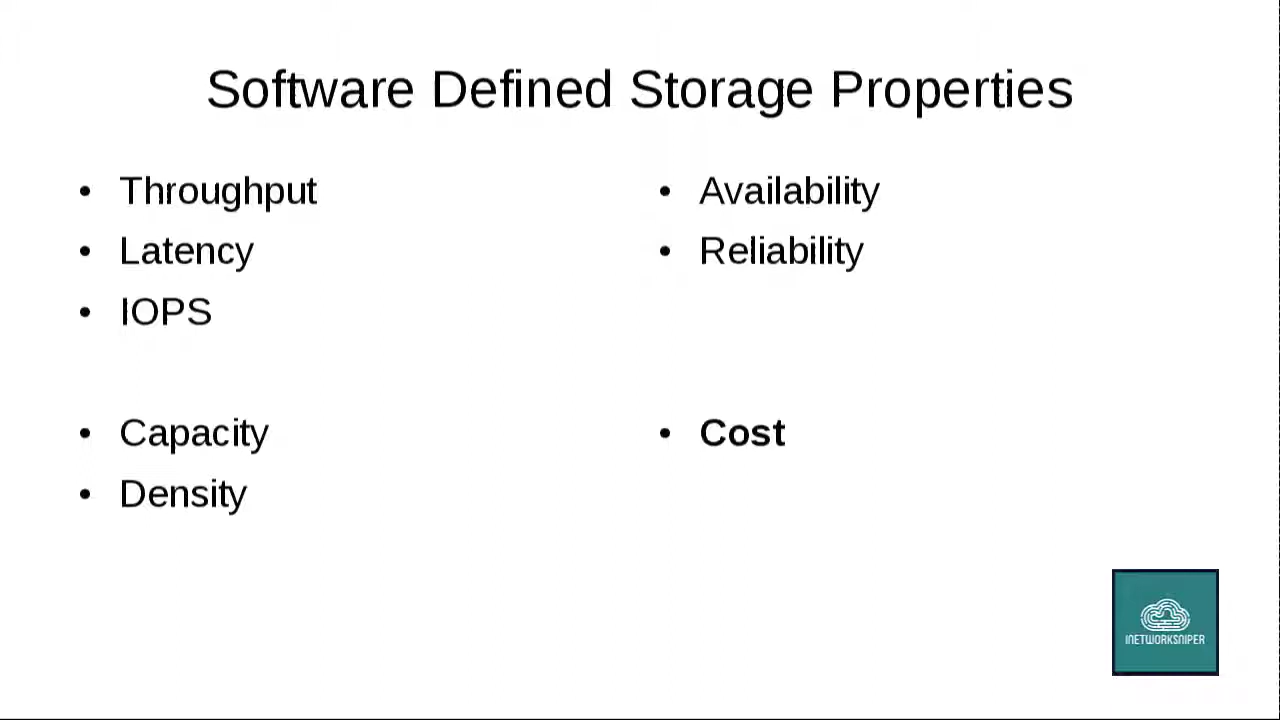 Software Defined Storage Properties
• Throughput
• Latency
• IOPS
• Capacity
• Density
• Availability
• Reliability
• Cost
INETWORKSNIPER